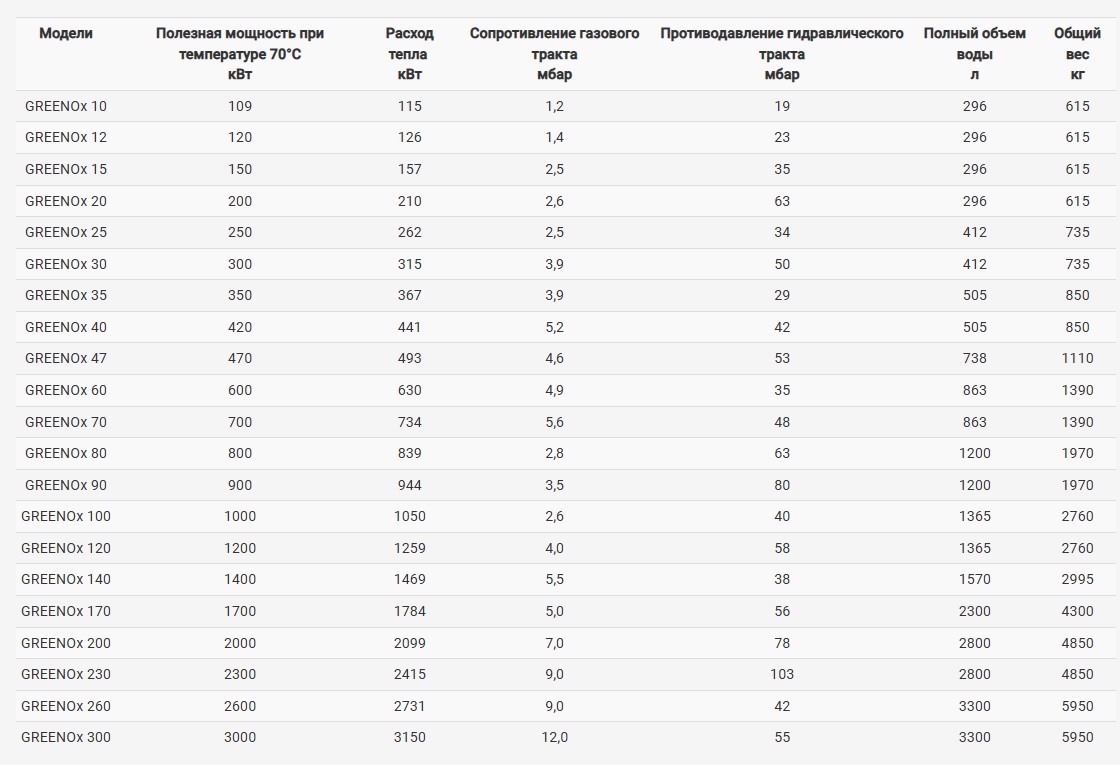 Модели Полезная мощность при Расход Сопротивление газового Противодавление гидравлического Полный объем Общий
температуре 70°C тепла тракта тракта воды вес
кВт кВт мбар мбар л кг
GREENOx 10 109 115 1,2 19 296 615
GREENOx 12 120 126 1,4 23 296 615
GREENOx 15 150 157 2,5 35 296 615
GREENOx 20 200 210 2,6 63 296 615
GREENOx 25 250 262 2,5 34 412 735
GREENOx 30 300 315 3,9 50 412 735
GREENOx 35 350 367 3,9 29 505 850
GREENOx 40 420 441 5,2 42 505 850
GREENOx 47 470 493 4,6 53 738 1110
GREENOx 60 600 630 4,9 35 863 1390
GREENOx 70 700 734 5,6 48 863 1390
GREENOx 80 800 839 2,8 63 1200 1970
GREENOx 90 900 944 3,5 80 1200 1970
GREENOx 100 1000 1050 2,6 40 1365 2760
GREENOx 120 1200 1259 4,0 58 1365 2760
GREENOx 140 1400 1469 5,5 38 1570 2995
GREENOx 170 1700 1784 5,0 56 2300 4300
GREENOx 200 2000 2099 7,0 78 2800 4850
GREENOx 230 2300 2415 9,0 103 2800 4850
GREENOx 260 2600 2731 9,0 42 3300 5950
GREENOx 300 3000 3150 12,0 55 3300 5950